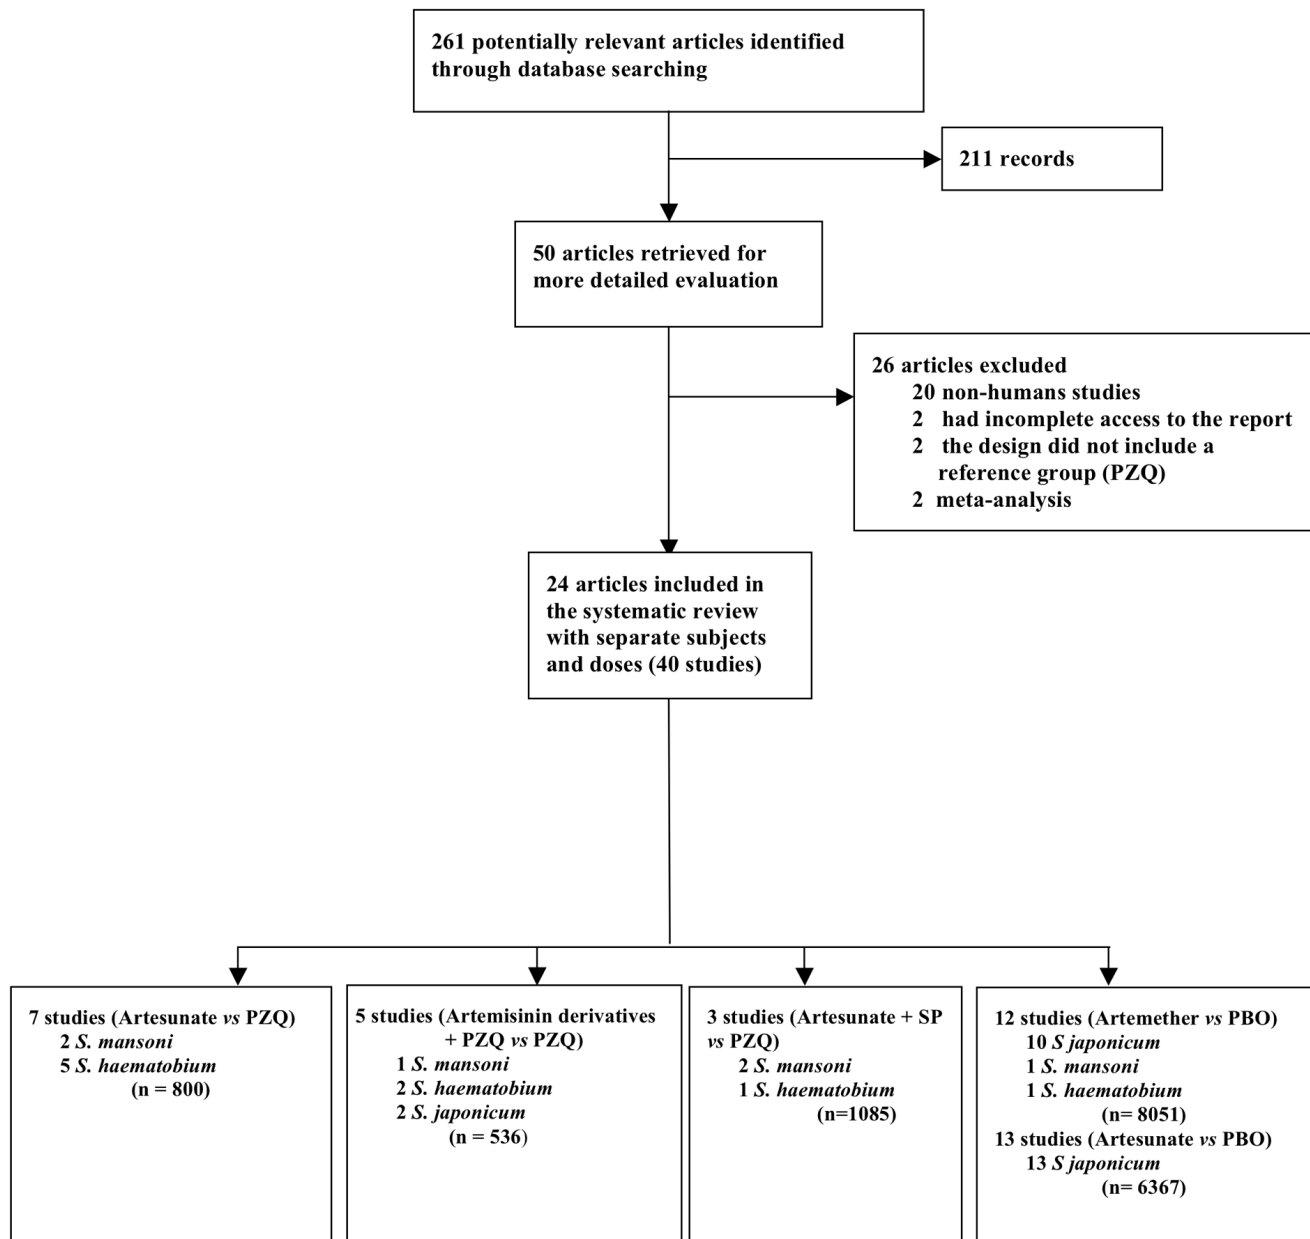 261 potentially relevant articles identified
through database searching
211 records
50 articles retrieved for
more detailed evaluation
26 articles excluded
20 non-humans studies
2 had incomplete access to the report
2 the design did not include a
reference group (PZQ)
2 meta-analysis
24 articles included in
the systematic review
with separate subjects
and doses (40 studies)
7 studies (Artesunate vs PZQ)
2 S. mansoni
5 S. haematobium
(n = 800)
5 studies (Artemisinin derivatives
+ PZQ vs PZQ)
1 S. mansoni
2 S. haematobium
2 S. japonicum
(n = 536)
3 studies (Artesunate + SP
vs PZQ)
2 S. mansoni
1 S. haematobium
(n=1085)
12 studies (Artemether vs PBO)
10 S japonicum
1 S. mansoni
1 S. haematobium
(n= 8051)
13 studies (Artesunate vs PBO)
13 S japonicum
(n= 6367)